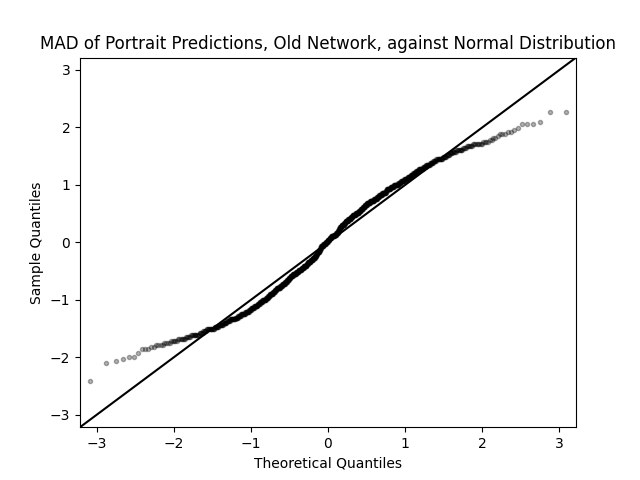 MAD of Portrait Predictions, Old Network, against Normal Distribution
3
2
1
0
−1
−2
−3
Sample Quantiles
−3 −2 −1 0 1 2 3
Theoretical Quantiles